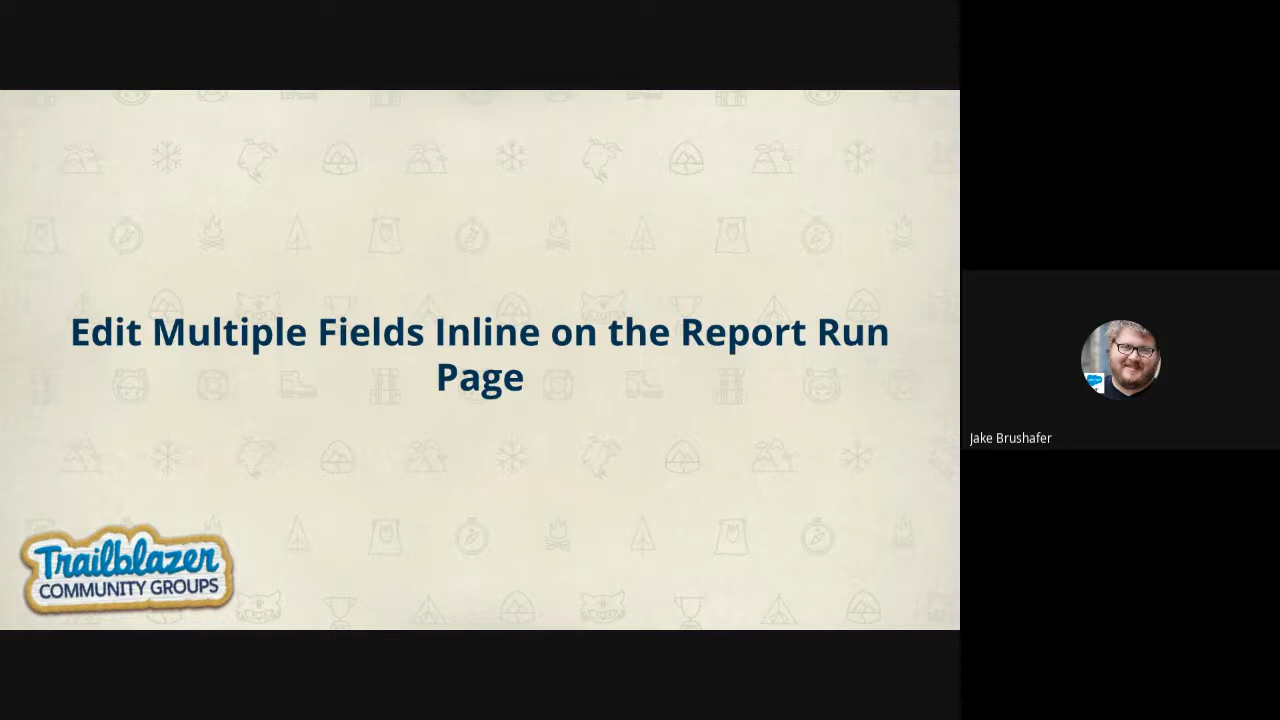 Edit Multiple Fields Inline on the Report Run
Page
Trailblazer
COMMUNITY GROUPS
Jake Brushafer